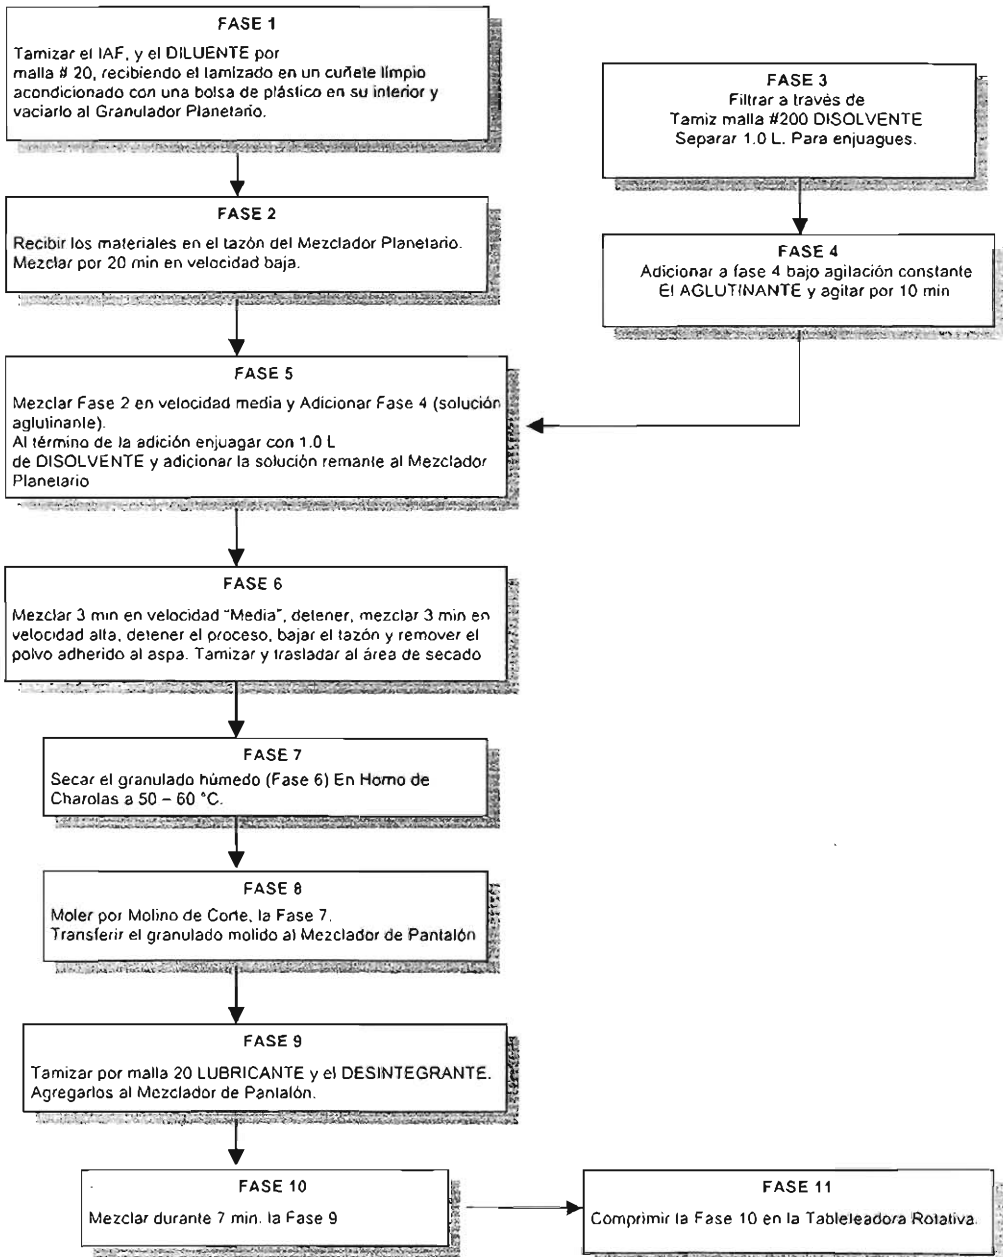 FASE 1
Tamizar el IAF, y el DILUENTE por
malla # 20, recibiendo el tamizado en un cuñete limpio
acondicionado con una bolsa de plástico en su interior y
vaciarlo al Granulador Planetario.
FASE 2
Recibir los materiales en el tazón del Mezclador Planetario.
Mezclar por 20 min en velocidad baja.
FASE 3
Filtrar a través de
Tamiz malla #200 DISOLVENTE
Separar 1.0 L. Para enjuagues.
FASE 4
Adicionar a fase 4 bajo agitación constante
El AGLUTINANTE y agitar por 10 min
FASE 5
Mezclar Fase 2 en velocidad media y Adicionar Fase 4 (solución
aglutinante).
Al término de la adición enjuagar con 1.0 L
de DISOLVENTE y adicionar la solución remante al Mezclador
Planetario
FASE 6
Mezclar 3 min en velocidad "Media", detener, mezclar 3 min en
velocidad alta, detener el proceso, bajar el tazón y remover el
polvo adherido al aspa. Tamizar y trasladar al área de secado
FASE 7
Secar el granulado húmedo (Fase 6) En Horno de
Charolas a 50 – 60 °C.
FASE 8
Moler por Molino de Corte, la Fase 7.
Transferir el granulado molido al Mezclador de Pantalón
FASE 9
Tamizar por malla 20 LUBRICANTE y el DESINTEGRANTE.
Agregarlos al Mezclador de Pantalón.
FASE 10
Mezclar durante 7 min. la Fase 9
FASE 11
Comprimir la Fase 10 en la Tableteadora Rotativa.